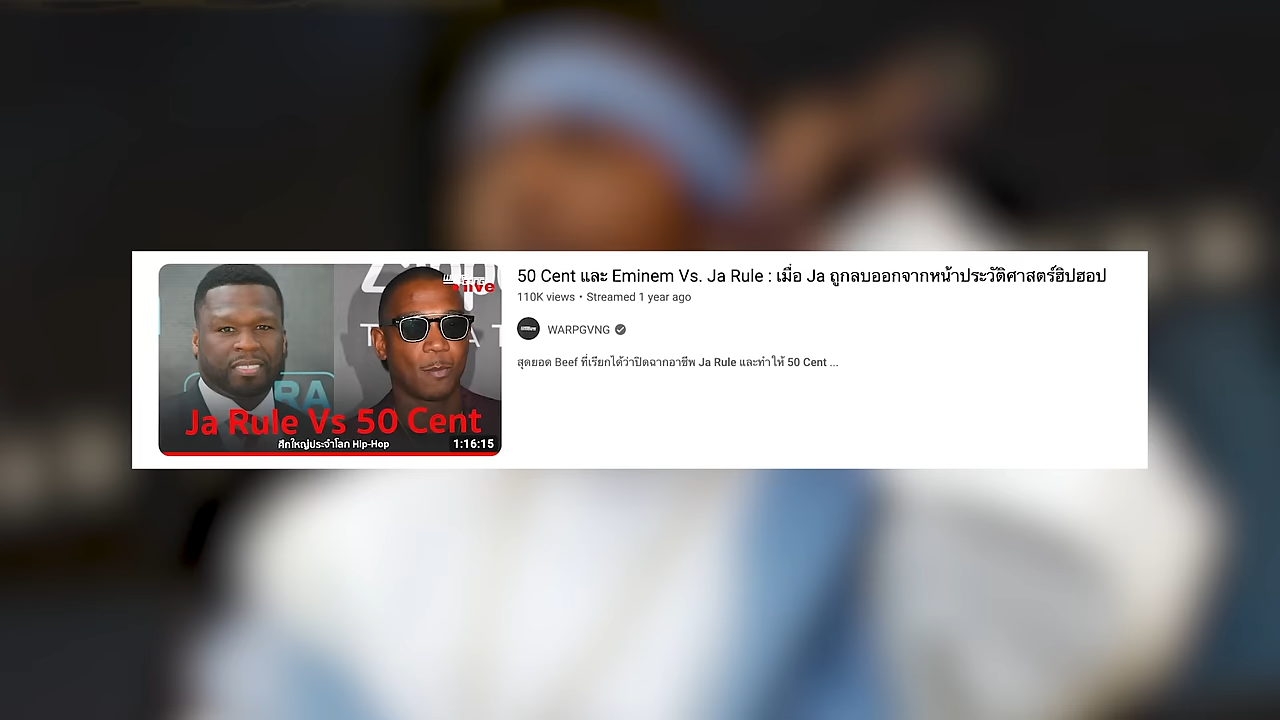 50 Cent และ Eminem Vs. Ja Rule : เมื่อ Ja ถูกลบออกจากหน้าประวัติศาสตร์ฮิปฮอป
110K views • Streamed 1 year ago
WARPGVNG
สุดยอด Beef ที่เรียกได้ว่าปิดฉากอาชีพ Ja Rule และทำให้ 50 Cent ...
Ja Rule Vs 50 Cent
ศึกใหญ่ประจำโลก Hip-Hop
1:16:15